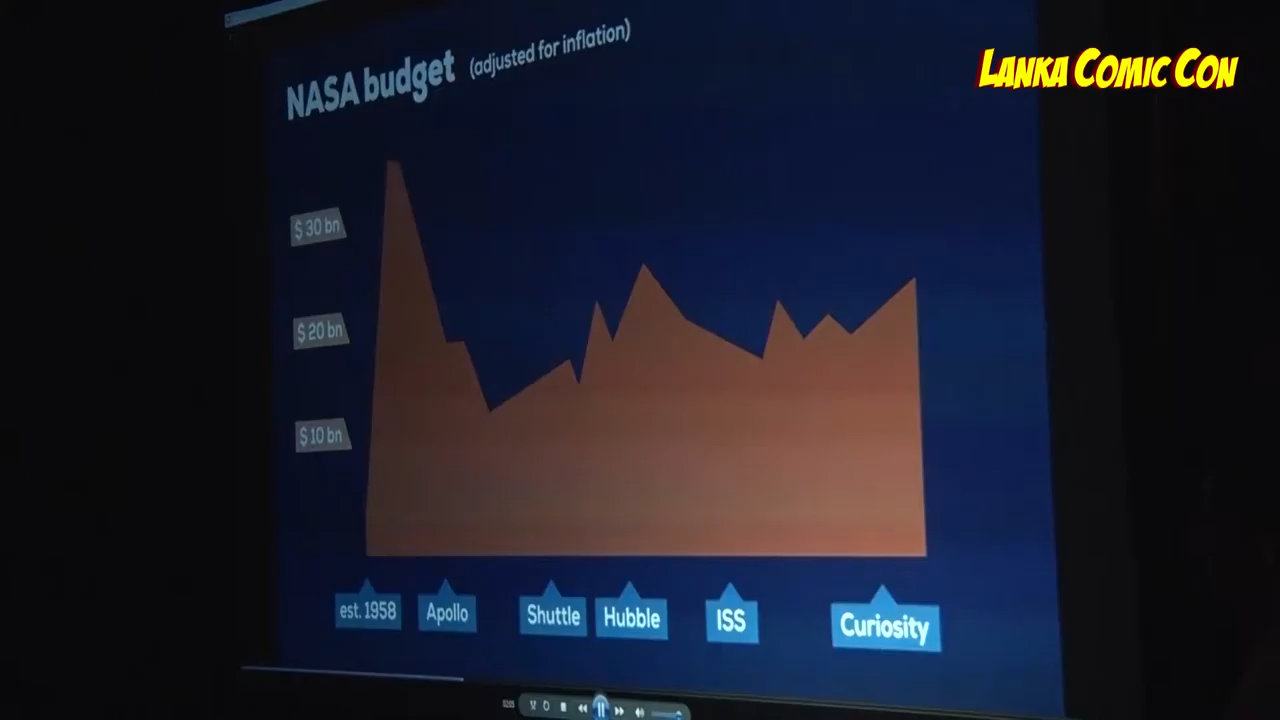 NASA budget (adjusted for inflation)
LANKA COMIC CON
$ 30 bn
$ 20 bn
$ 10 bn
est. 1958
Apollo
Shuttle
Hubble
ISS
Curiosity